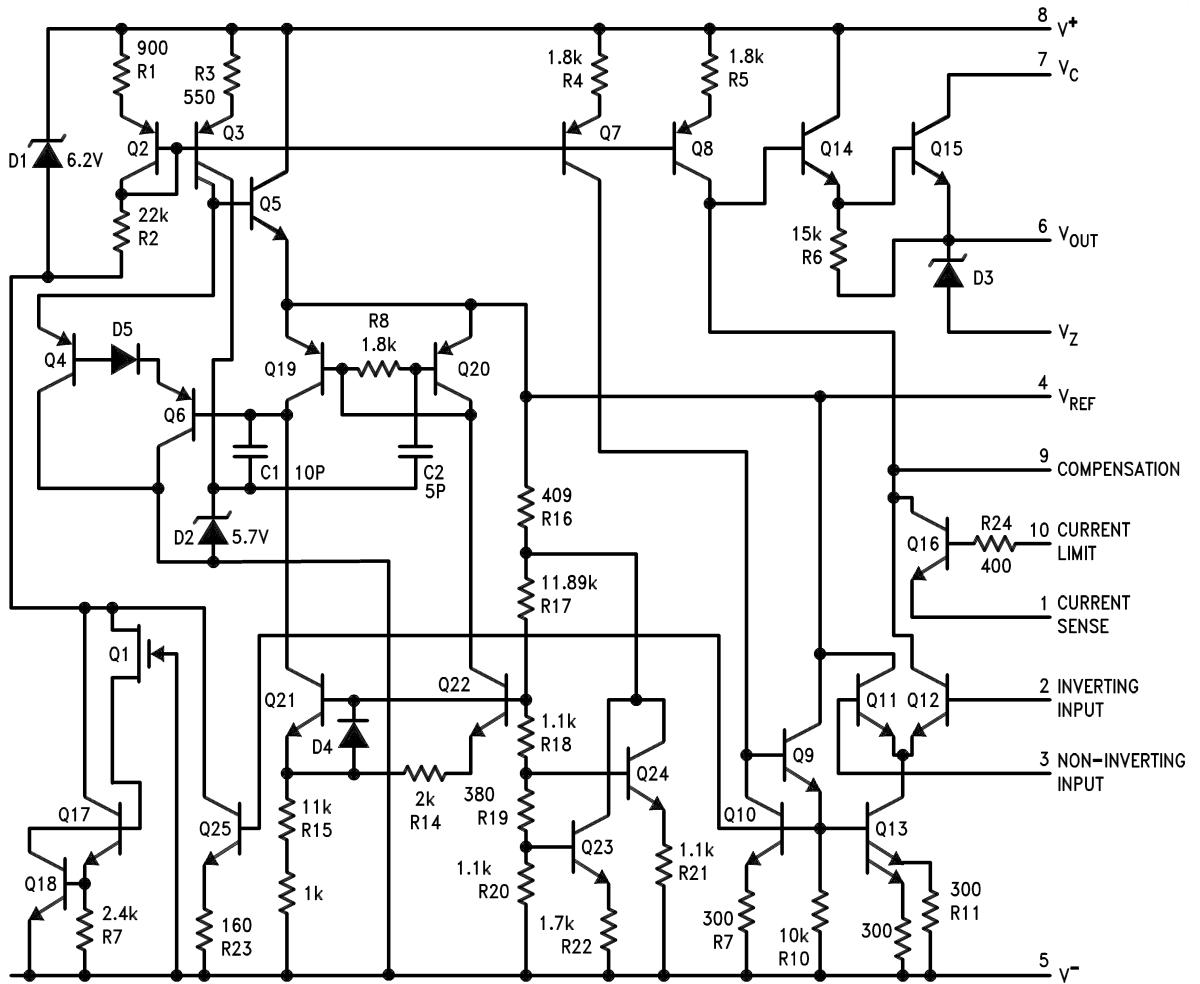 8 V+
900
R1
R3
550
1.8k
R4
1.8k
R5
7 VC
D1
6.2V
Q2
Q3
Q7
Q8
Q14
Q15
Q5
22k
R2
15k
R6
6 VOUT
D3
D5
R8
1.8k
VZ
Q4
Q19
Q20
4 VREF
Q6
C1 10P
C2
5P
9 COMPENSATION
409
R16
D2
5.7V
Q16
R24
400
10 CURRENT
LIMIT
11.89k
R17
1 CURRENT
SENSE
Q1
Q21
Q22
Q11
Q12
2 INVERTING
INPUT
D4
1.1k
R18
Q24
Q9
3 NON-INVERTING
INPUT
2k
R14
380
R19
11k
R15
Q17
Q25
Q10
Q13
Q23
1.1k
R20
1.1k
R21
Q18
1k
300
R11
2.4k
R7
160
R23
1.7k
R22
300
R7
10k
R10
300
5 V-